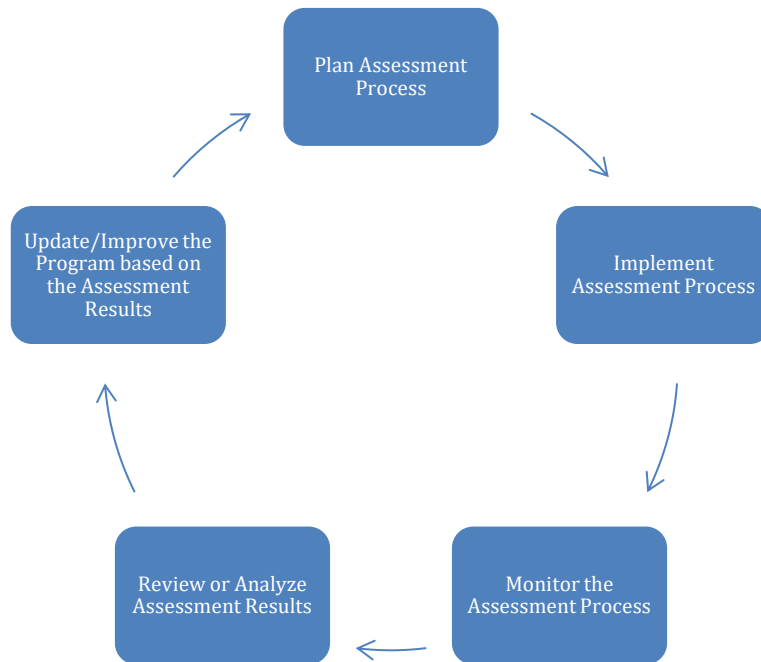 Plan Assessment
Process
Implement
Assessment Process
Monitor the
Assessment Process
Review or Analyze
Assessment Results
Update/Improve the
Program based on
the Assessment
Results